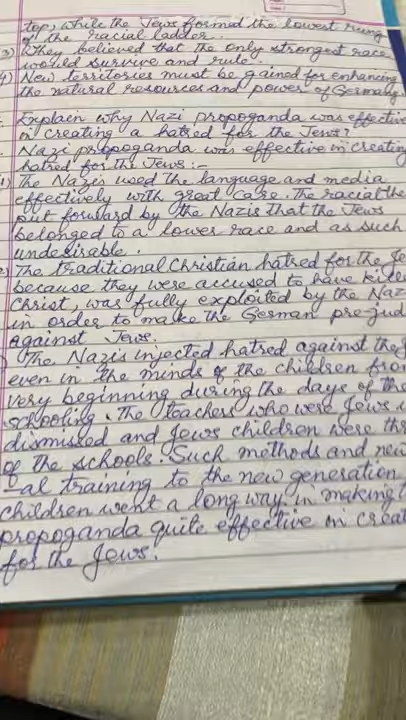 top, while the Jews formed the lowest rung
of the racial ladder.
3) They believed that the only strongest race
would survive and rule.
4) New territories must be gained for enhancing
the natural resources and power of Germany.
Explain why Nazi propoganda was effective
in creating a hatred for the Jews?
Nazi propoganda was effective in creating
hatred for the Jews:-
1) The Nazis used the language and media
effectively with great care. The racial the
put forward by the Nazis that the Jews
belonged to a lower race and as such
undesirable.
The traditional Christian hatred for the Je
because they were accused to have kille
Christ, was fully exploited by the Naz
in order to make the German pre-jud
against Jews.
The Nazis injected hatred against the J
even in the minds of the children fro
very beginning during the days of the
schooling. The teachers who were Jews
dismissed and Jews children were th
of the schools. Such methods and new
-al training to the new generation
children went a long way in making
propoganda quite effective in creat
for the Jews.